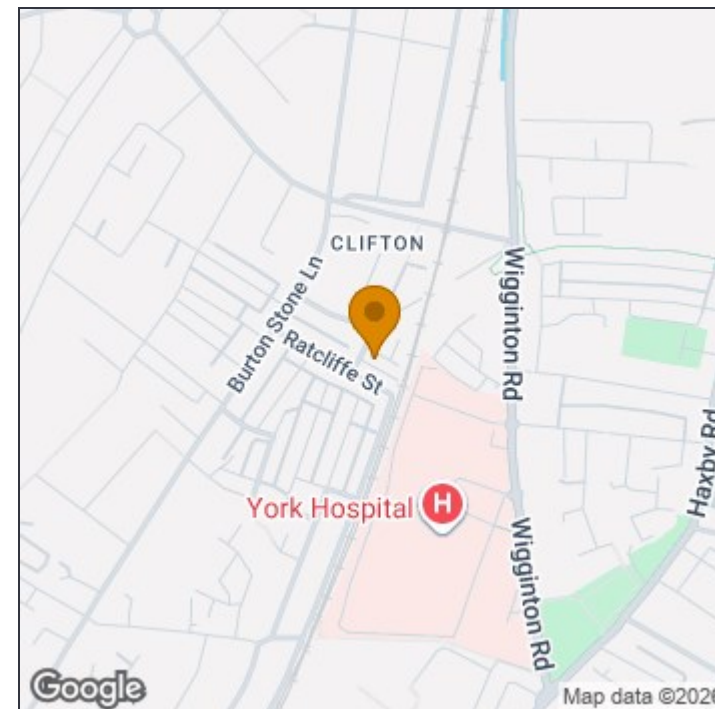 CLIFTON
Burton Stone Ln
Ratcliffe St
Wigginton Rd
Haxby Rd
York Hospital
H
Wigginton Rd
Google
Map data ©2026